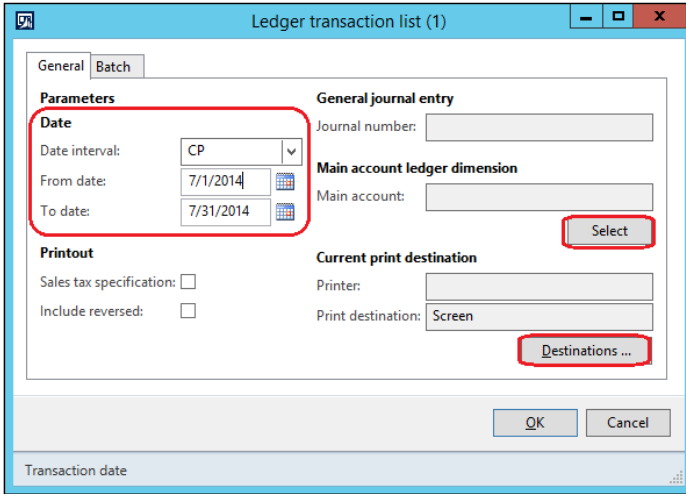 Ledger transaction list (1)
General
Batch
Parameters
Date
Date interval:
CP
From date:
7/1/2014
To date:
7/31/2014
Printout
Sales tax specification:
Include reversed:
General journal entry
Journal number:
Main account ledger dimension
Main account:
Select
Current print destination
Printer:
Print destination:
Screen
Destinations ...
OK
Cancel
Transaction date